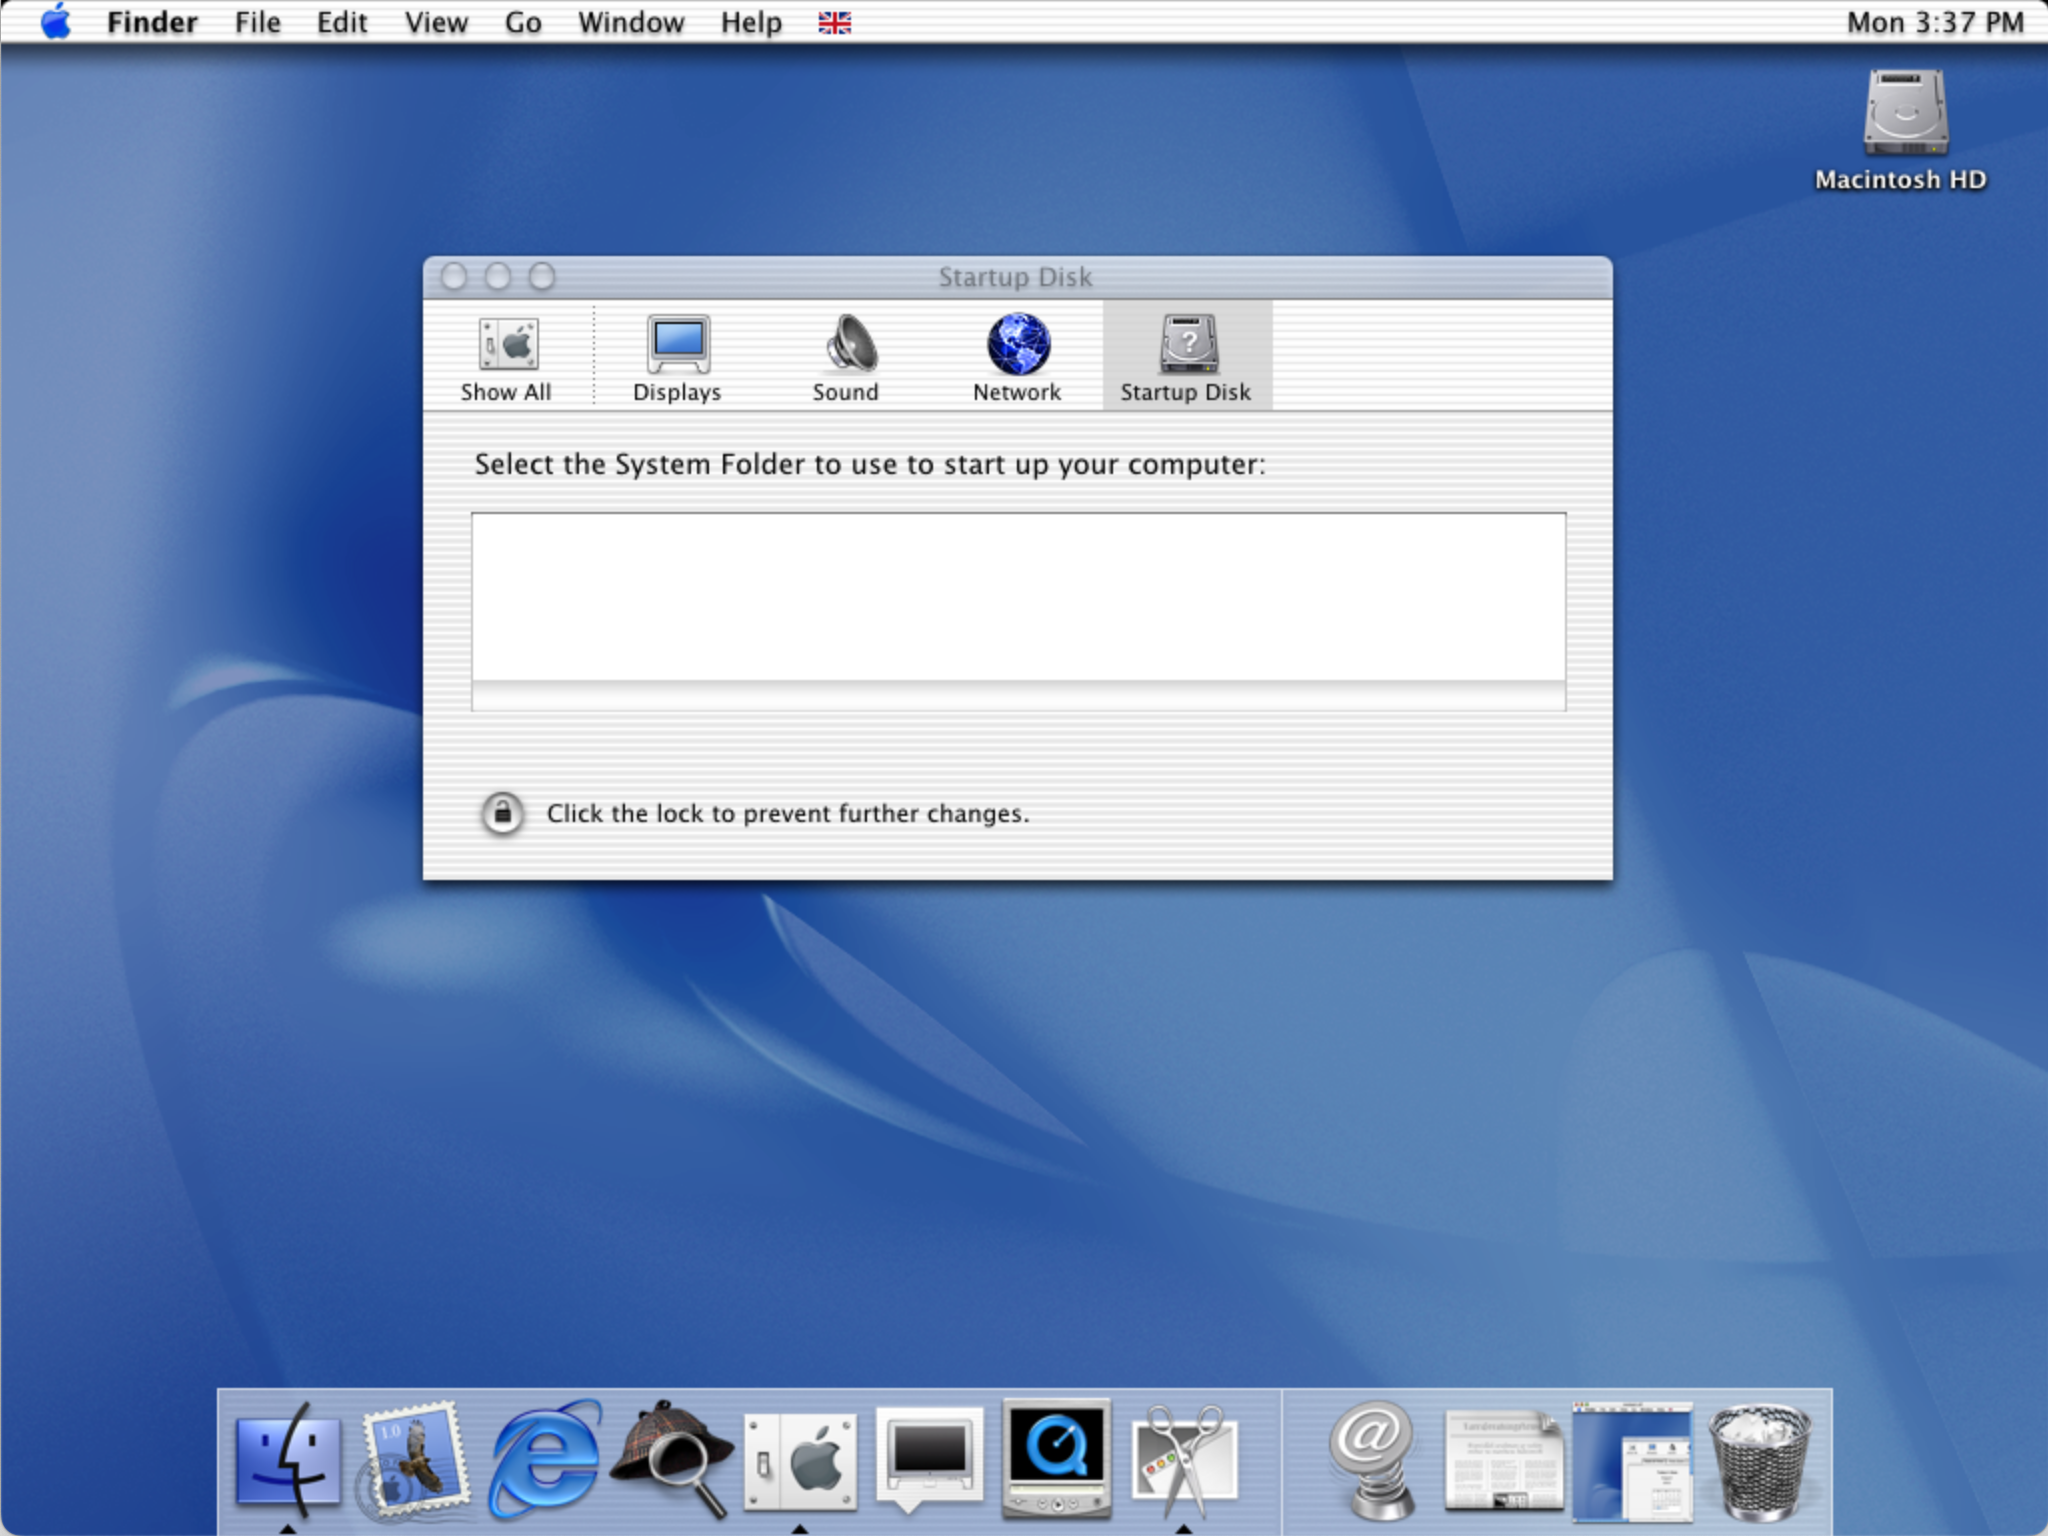 Finder File Edit View Go Window Help Mon 3:37 PM
Macintosh HD
Startup Disk
Show All Displays Sound Network Startup Disk
Select the System Folder to use to start up your computer:
Click the lock to prevent further changes.
1.0
@